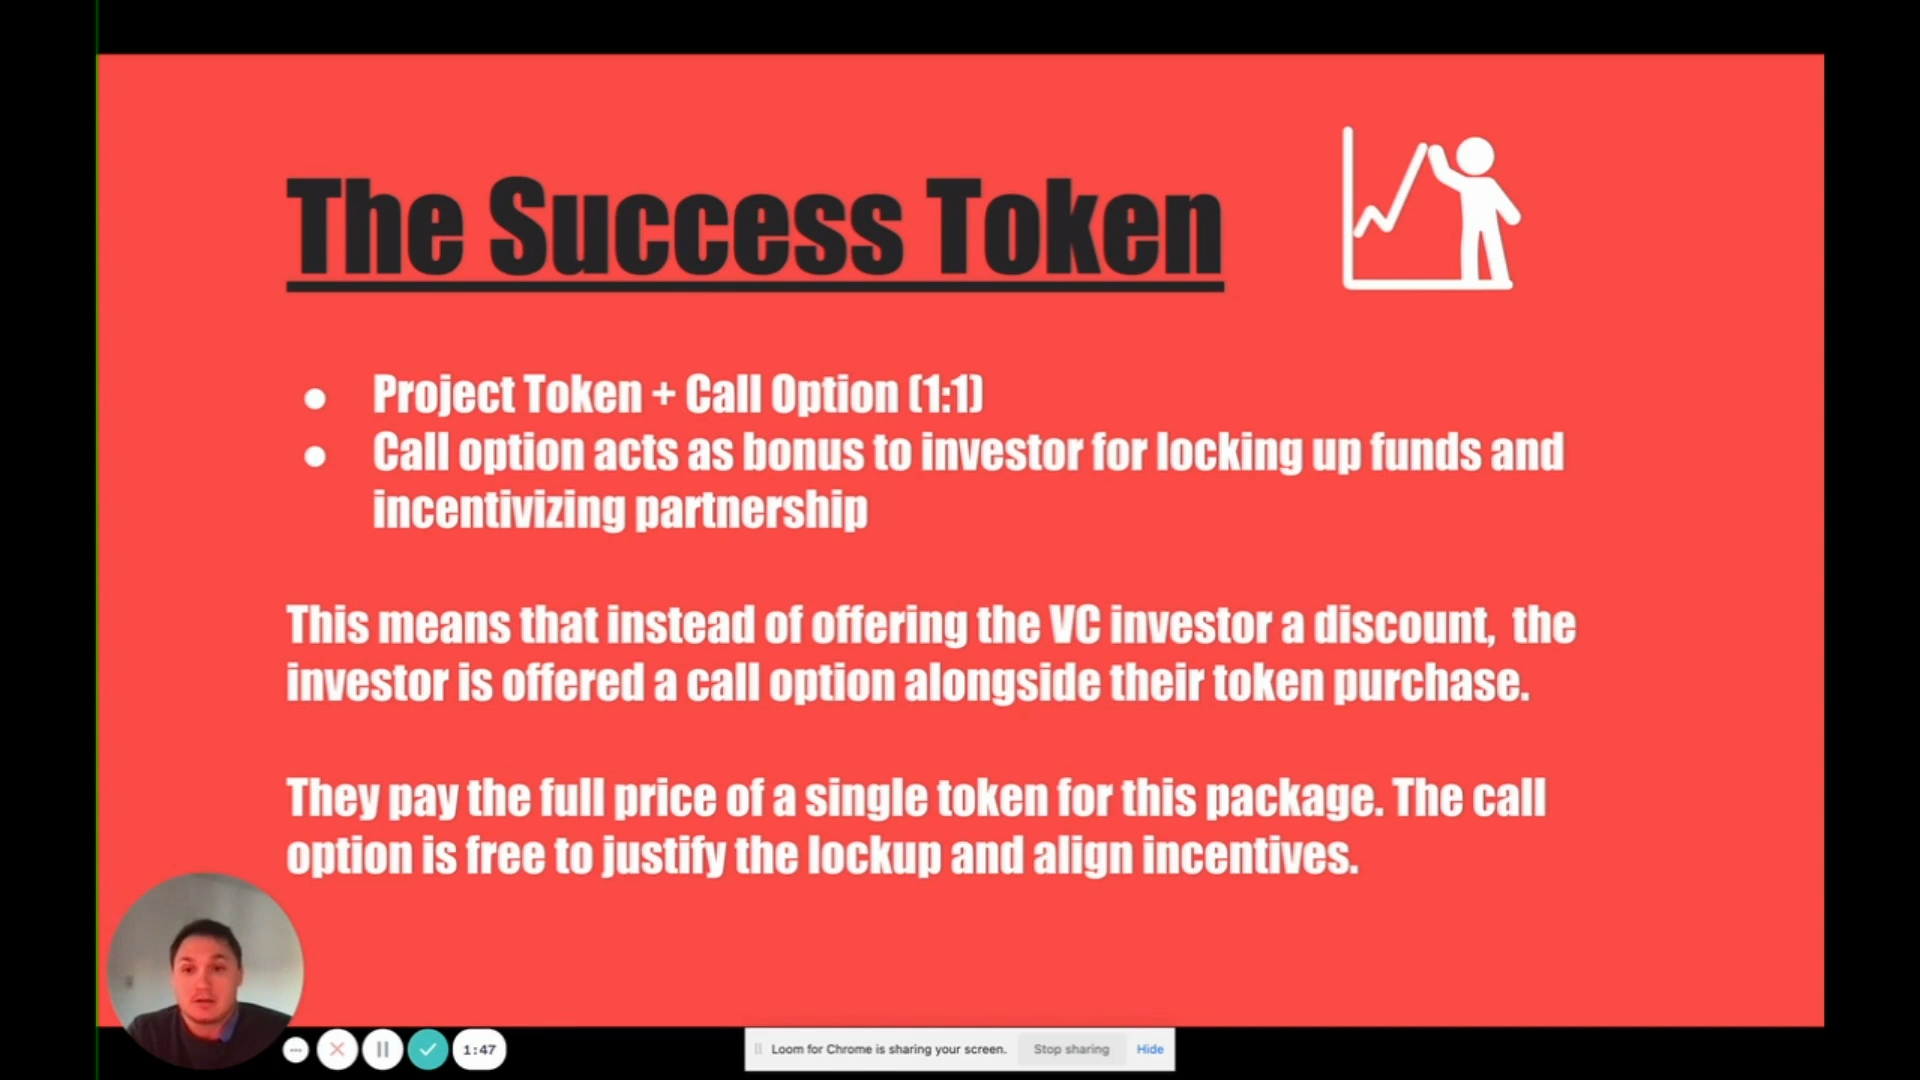 The Success Token
● Project Token + Call Option (1:1)
● Call option acts as bonus to investor for locking up funds and
incentivizing partnership
This means that instead of offering the VC investor a discount,  the
investor is offered a call option alongside their token purchase.
They pay the full price of a single token for this package. The call
option is free to justify the lockup and align incentives.
1:47
Loom for Chrome is sharing your screen. Stop sharing Hide